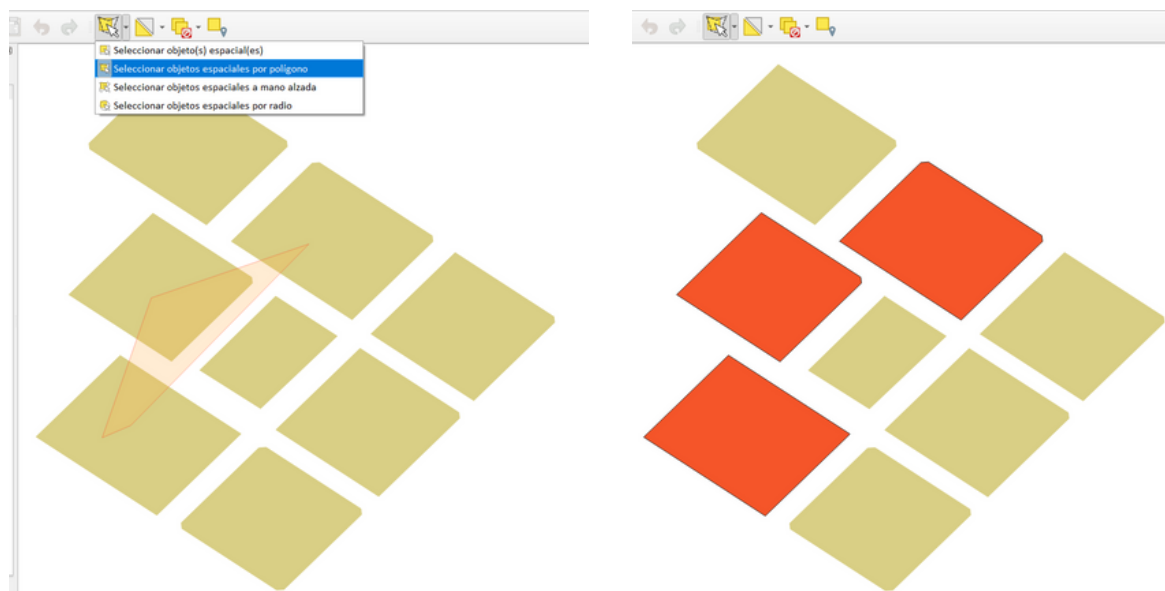 Seleccionar objeto(s) espacial(es)
Seleccionar objetos espaciales por polígono
Seleccionar objetos espaciales a mano alzada
Seleccionar objetos espaciales por radio